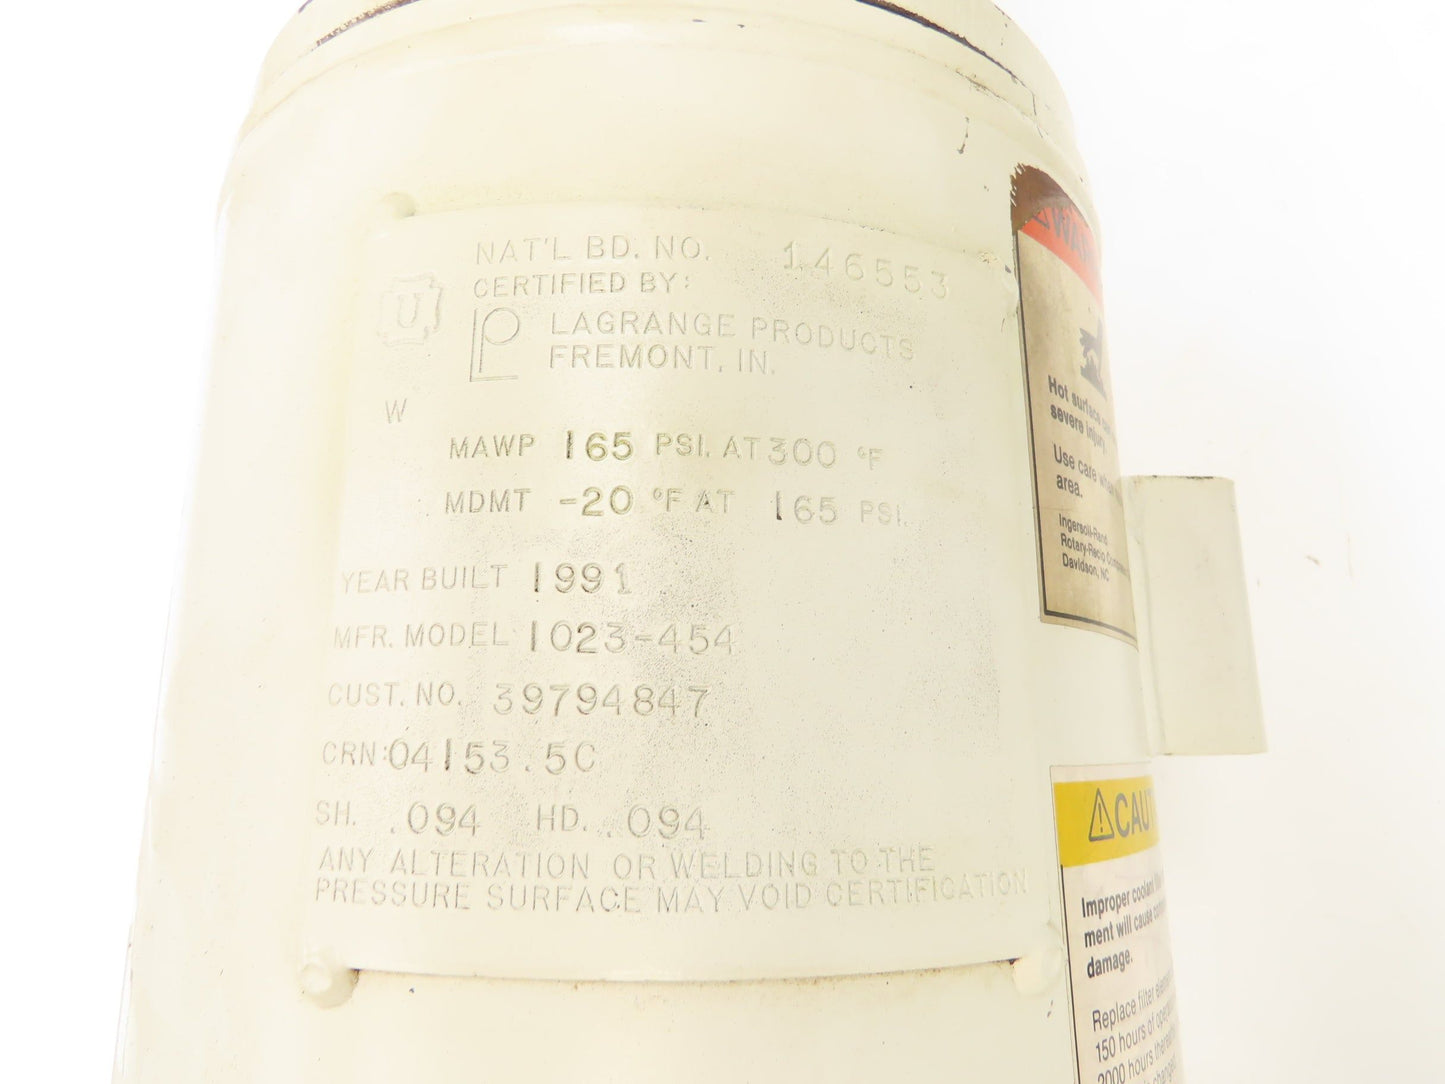 NAT'L BD. NO. 146553
CERTIFIED BY:
U
LP
LAGRANGE PRODUCTS
FREMONT, IN.
W
MAWP 165 PSI. AT 300 °F
MDMT -20 °F AT 165 PSI.
YEAR BUILT 1991
MFR. MODEL 1023-454
CUST. NO. 39794847
CRN: 04153.5C
SH. .094 HD. .094
ANY ALTERATION OR WELDING TO THE
PRESSURE SURFACE MAY VOID CERTIFICATION
Hot surface
severe injury.
Use care
area.
Ingersoll-Rand
Rotary-Recip
Davidson, NC
Improper coolant
ment will cause
damage.
Replace filter
150 hours of
2000 hours